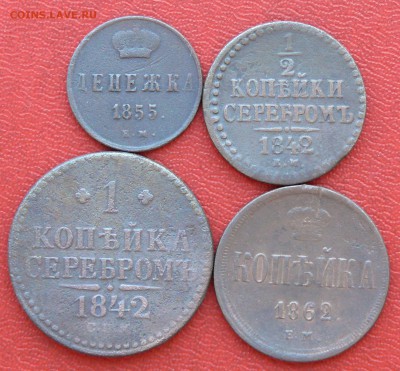 COINS.LAVE.RU
ДЕНЕЖКА
1855.
Е.М.
1
2
КОПѢЙКИ
СЕРЕБРОМЪ
1842
1
КОПѢЙКА
СЕРЕБРОМЪ
1842
КОПѢЙКА
1862
Е.М.